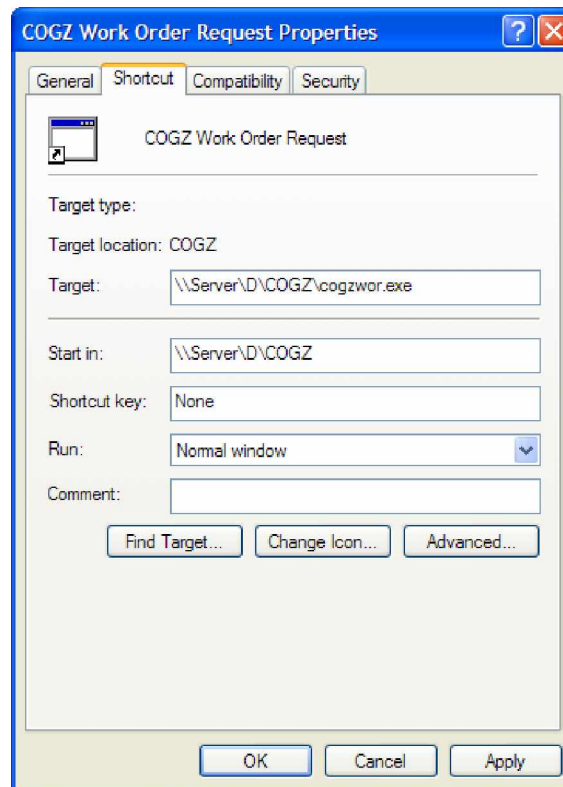 COGZ Work Order Request Properties
General Shortcut Compatibility Security
COGZ Work Order Request
Target type:
Target location: COGZ
Target: \\Server\D\COGZ\cogzwor.exe
Start in: \\Server\D\COGZ
Shortcut key: None
Run: Normal window
Comment:
Find Target... Change Icon... Advanced...
OK Cancel Apply